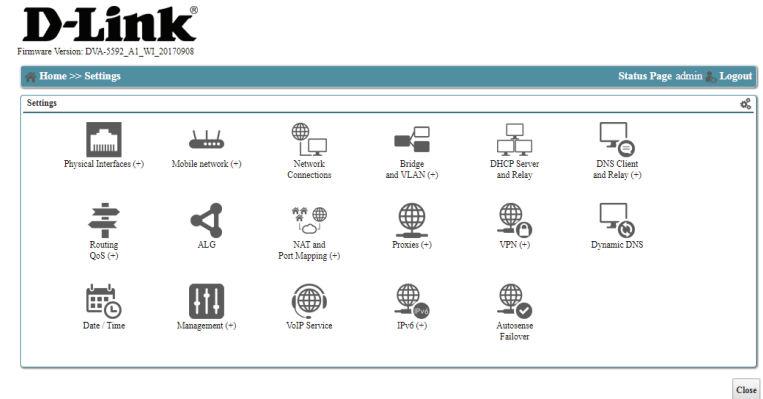 D-Link®
Firmware Version: DVA-5592_A1_WI_20170908
Home >> Settings Status Page admin Logout
Settings
Physical Interfaces (+) Mobile network (+) Network Connections Bridge and VLAN (+) DHCP Server and Relay DNS Client and Relay (+)
Routing QoS (+) ALG NAT and Port Mapping (+) Proxies (+) VPN (+) Dynamic DNS
Date / Time Management (+) VoIP Service IPv6 IPv6 (+) Autosense Failover
Close